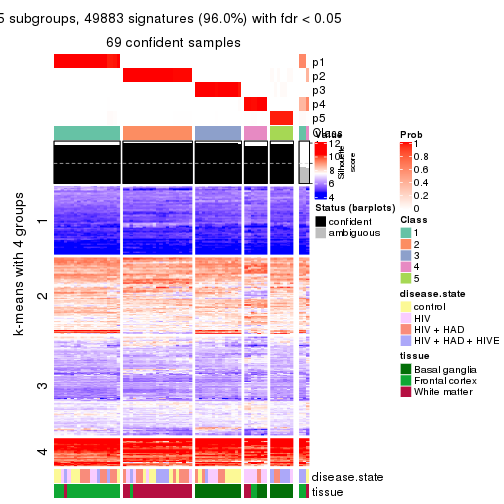 5 subgroups, 49883 signatures (96.0%) with fdr < 0.05
69 confident samples
p1
p2
p3
p4
p5
Class
Silhouette
score
k-means with 4 groups
1
2
3
4
disease.state
tissue
Value
12
10
8
6
4
Status (barplots)
confident
ambiguous
Prob
1
0.8
0.6
0.4
0.2
0
Class
1
2
3
4
5
disease.state
control
HIV
HIV + HAD
HIV + HAD + HIVE
tissue
Basal ganglia
Frontal cortex
White matter